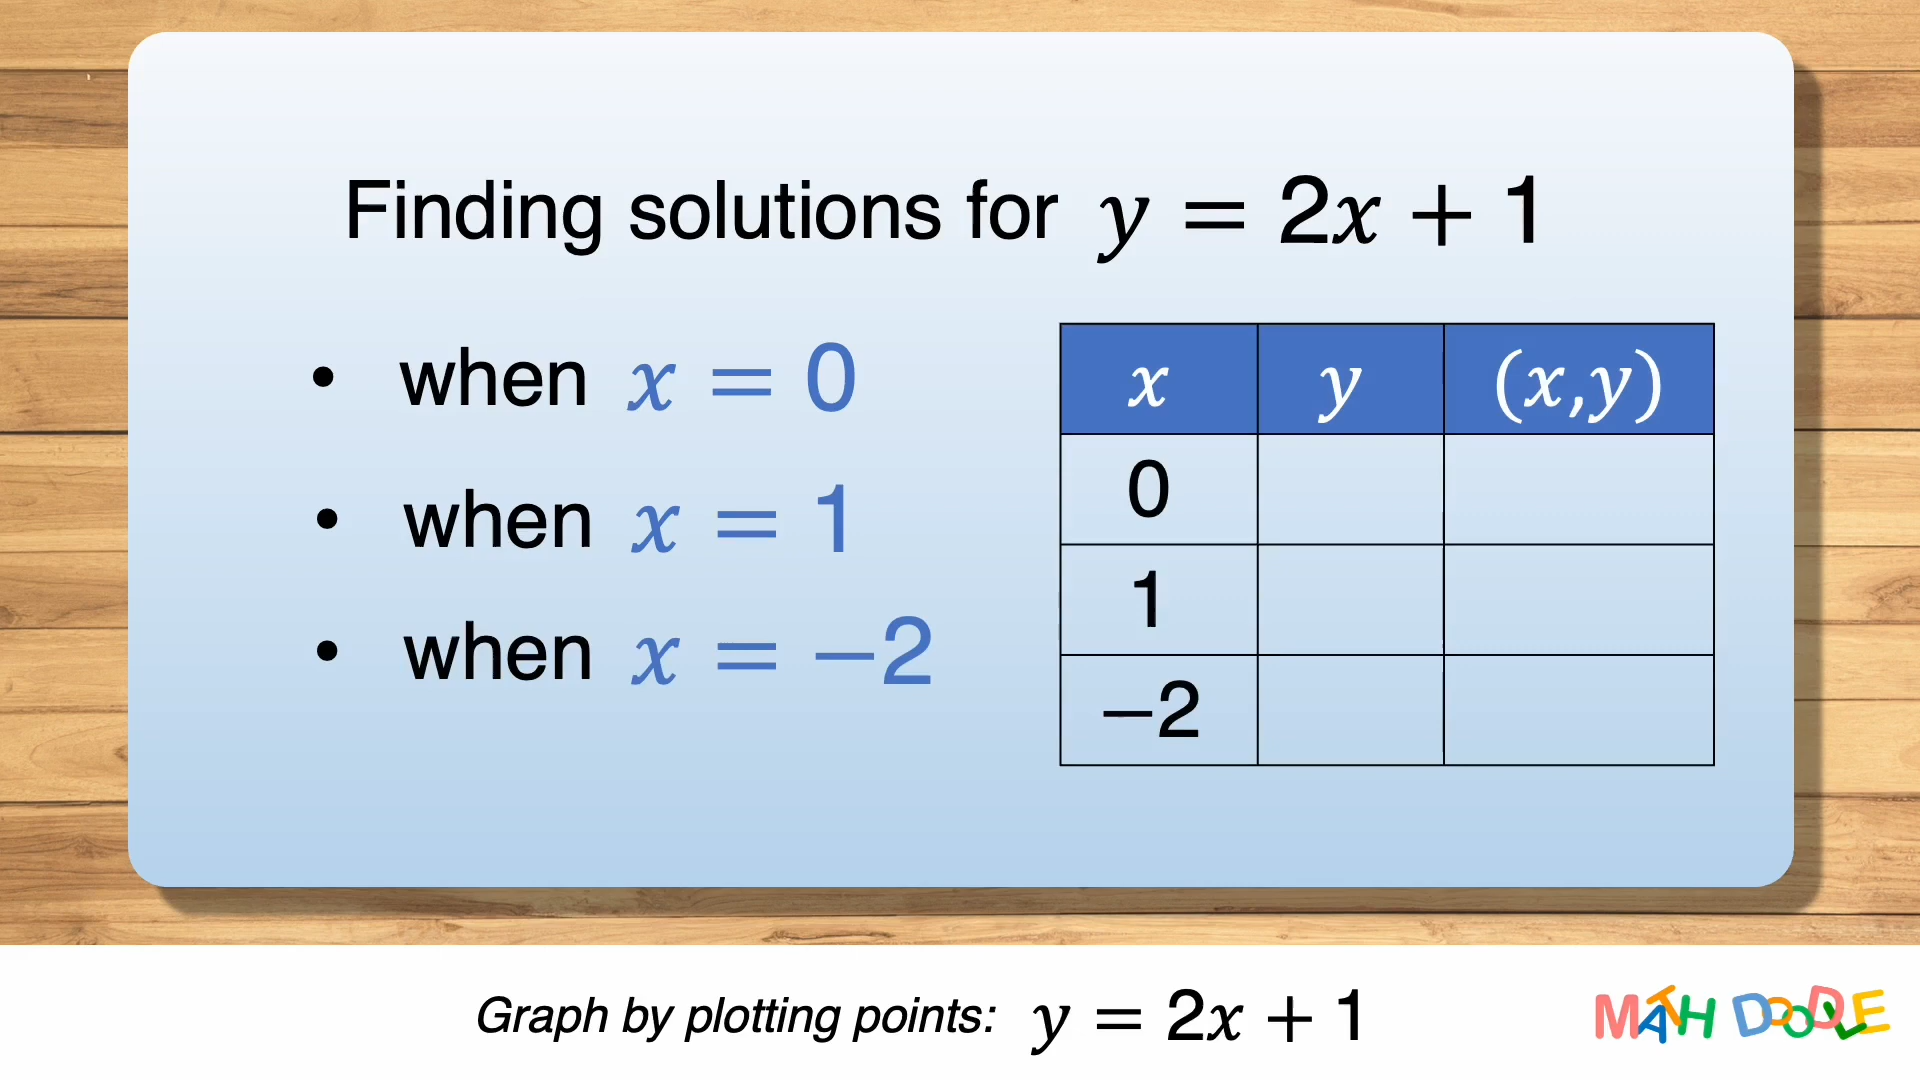 Finding solutions for y = 2x + 1
• when x = 0
• when x = 1
• when x = −2
x y (x,y)
0
1
−2
Graph by plotting points: y = 2x + 1
MATH DOODLE